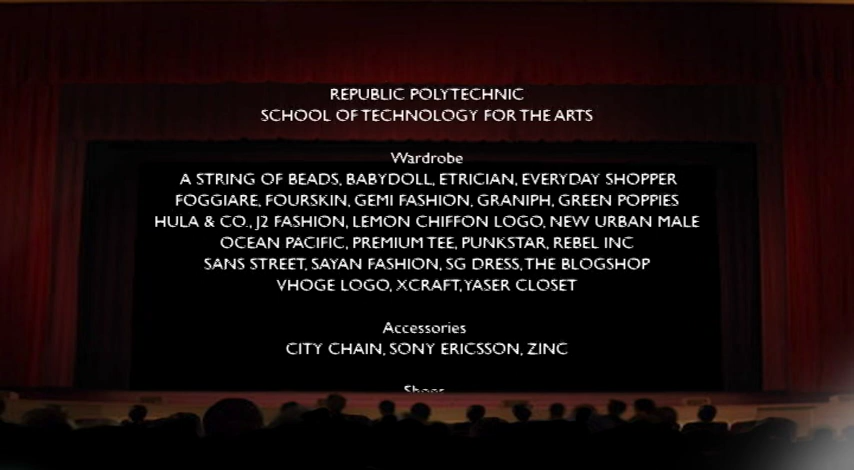 REPUBLIC POLYTECHNIC
SCHOOL OF TECHNOLOGY FOR THE ARTS
Wardrobe
A STRING OF BEADS, BABYDOLL, ETRICIAN, EVERYDAY SHOPPER
FOGGIARE, FOURSKIN, GEMI FASHION, GRANIPH, GREEN POPPIES
HULA & CO., J2 FASHION, LEMON CHIFFON LOGO, NEW URBAN MALE
OCEAN PACIFIC, PREMIUM TEE, PUNKSTAR, REBEL INC
SANS STREET, SAYAN FASHION, SG DRESS, THE BLOGSHOP
VHOGE LOGO, XCRAFT, YASER CLOSET
Accessories
CITY CHAIN, SONY ERICSSON, ZINC
Shoes